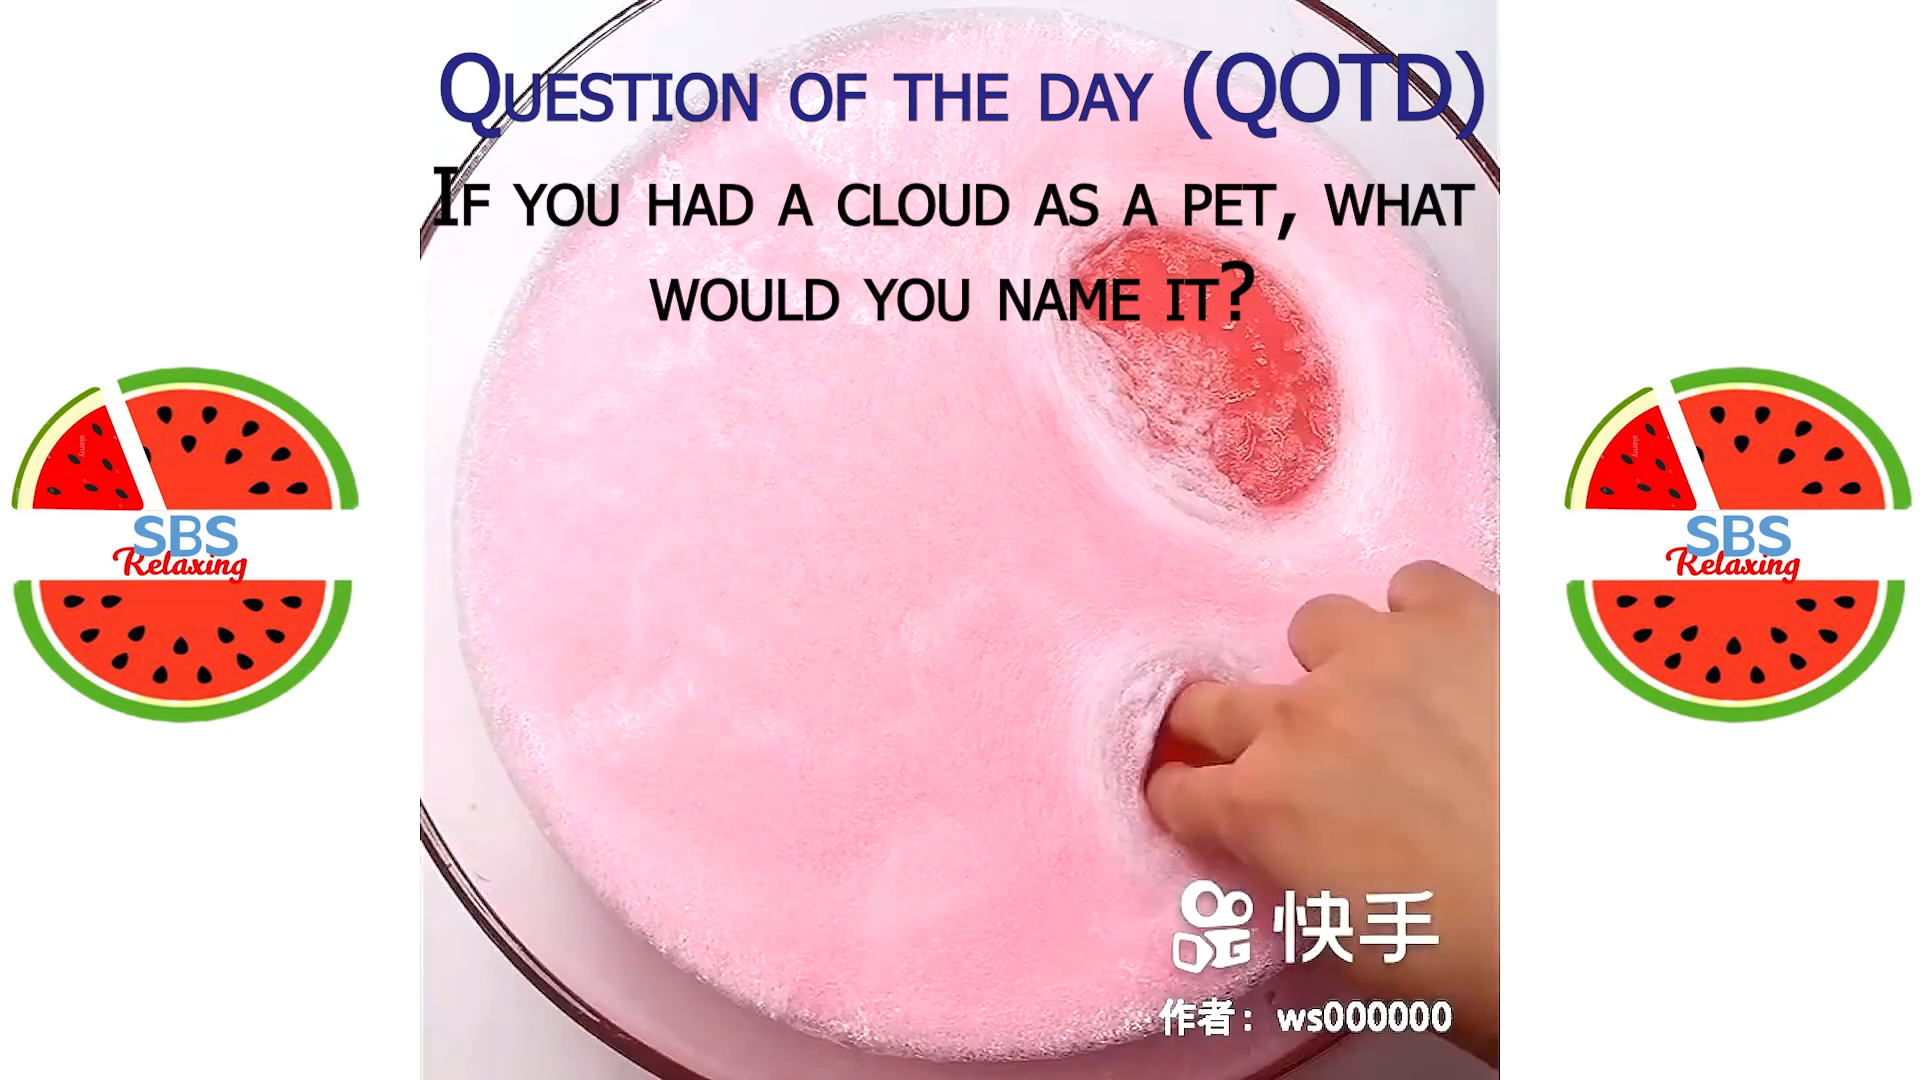 Question of the day (QOTD)
If you had a cloud as a pet, what
would you name it?
SBS
Relaxing
SBS
Relaxing
快手
作者：ws000000